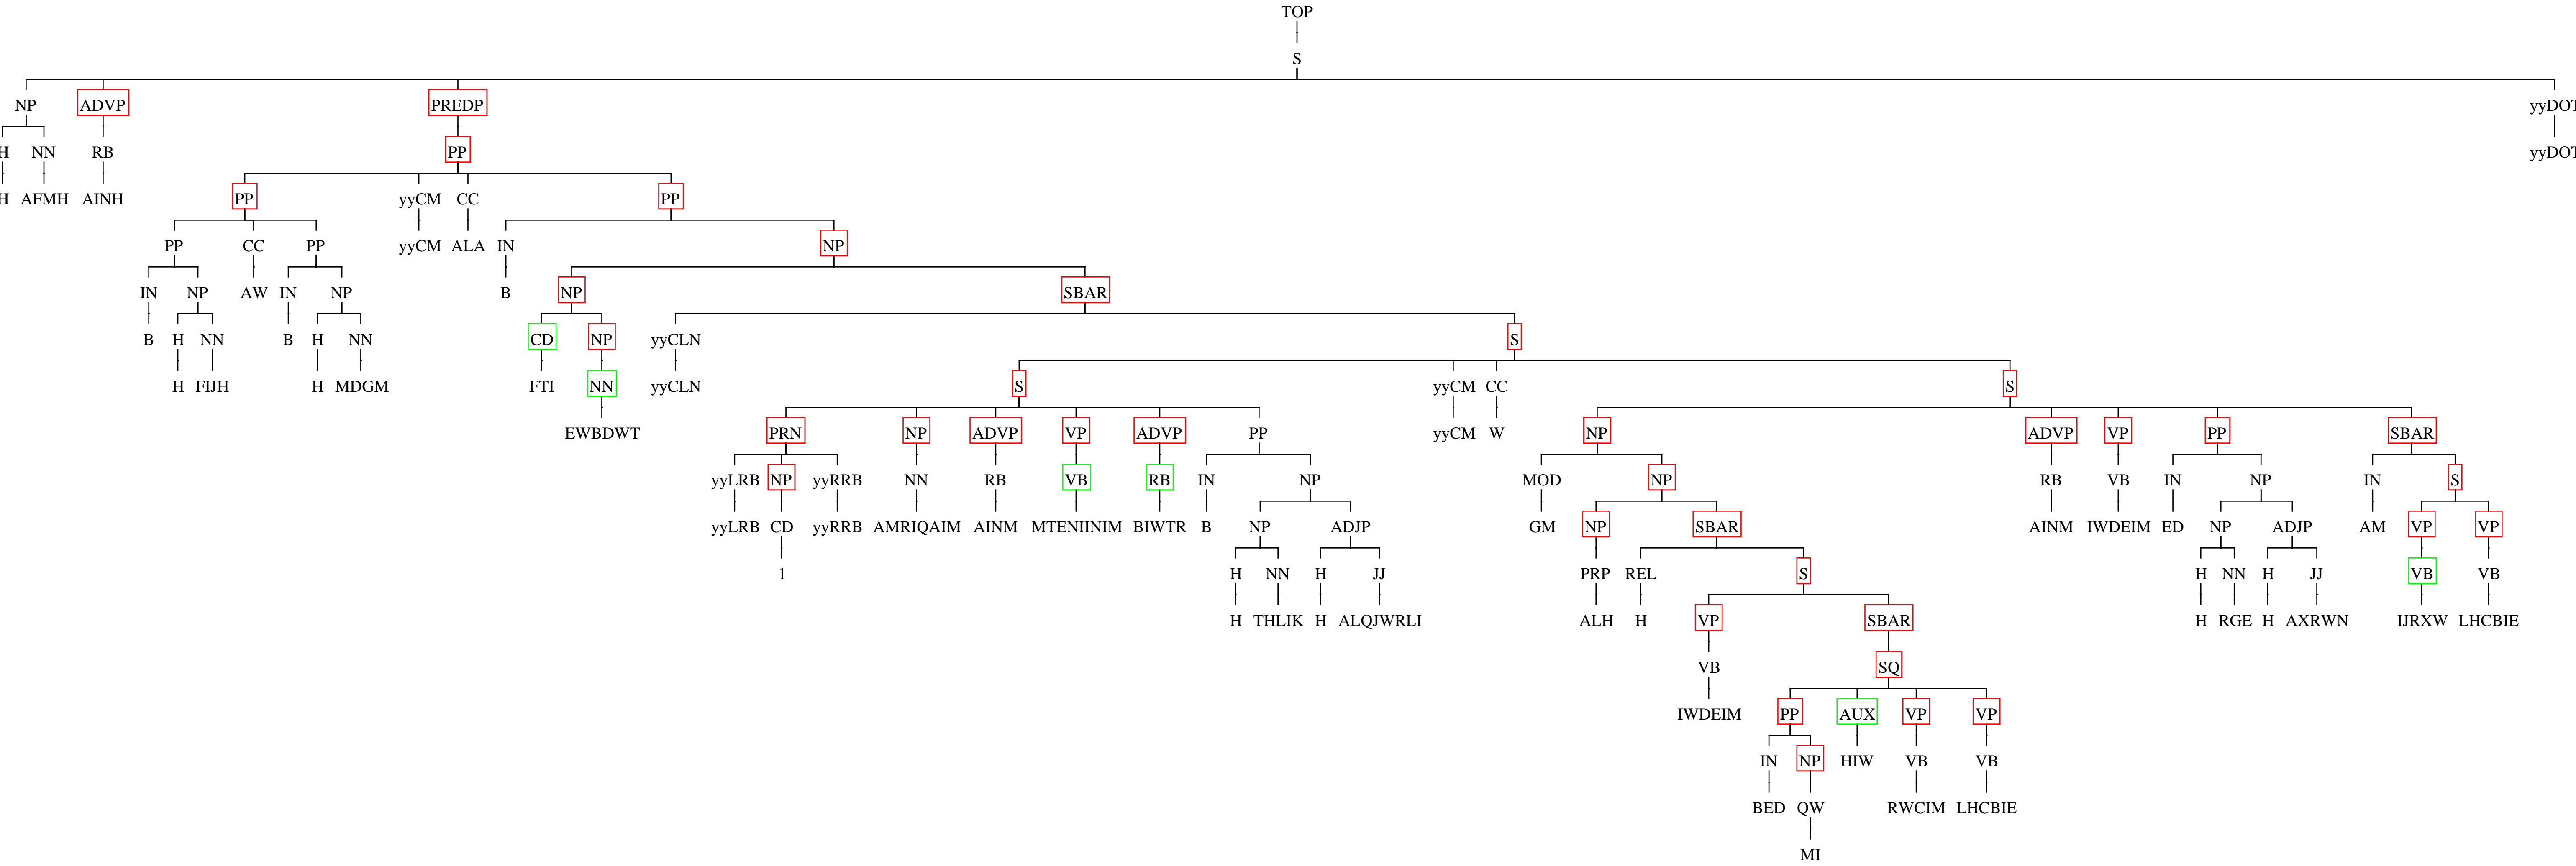 TOP
S
NP ADVP PREDP yyDOT
H NN RB PP yyDOT
H AFMH AINH PP yyCM CC PP
PP CC PP yyCM ALA IN NP
IN NP AW IN NP B NP SBAR
B H NN B H NN CD NP yyCLN S
H FIJH H MDGM FTI NN yyCLN S yyCM CC S
EWBDWT PRN NP ADVP VP ADVP PP yyCM W NP ADVP VP PP SBAR
yyLRB NP yyRRB NN RB VB RB IN NP MOD NP RB VB IN NP IN S
yyLRB CD yyRRB AMRIQAIM AINM MTENIINIM BIWTR B NP ADJP GM NP SBAR AINM IWDEIM ED NP ADJP AM VP VP
1 H NN H JJ PRP REL S H NN H JJ VB VB
H THLIK H ALQJWRLI ALH H VP SBAR H RGE H AXRWN IJRXW LHCBIE
VB SQ
IWDEIM PP AUX VP VP
IN NP HIW VB VB
BED QW RWCIM LHCBIE
MI